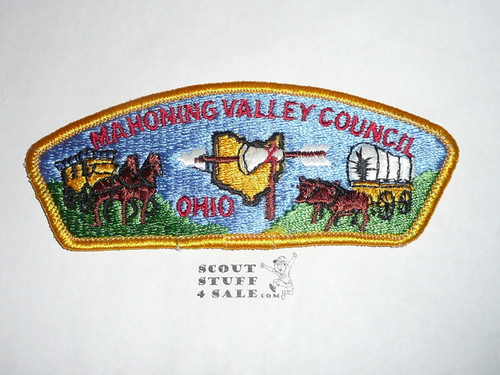 MAHONING VALLEY COUNCIL
OHIO
SCOUT
STUFF
4 SALE.COM